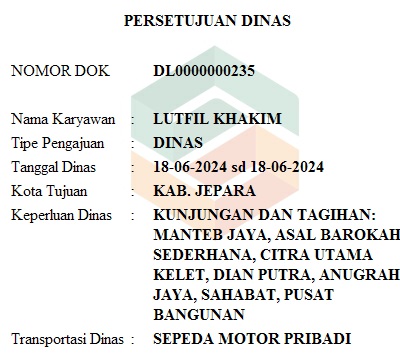 PERSETUJUAN DINAS
NOMOR DOK DL0000000235
Nama Karyawan : LUTFIL KHAKIM
Tipe Pengajuan : DINAS
Tanggal Dinas : 18-06-2024 sd 18-06-2024
Kota Tujuan : KAB. JEPARA
Keperluan Dinas : KUNJUNGAN DAN TAGIHAN:
MANTEB JAYA, ASAL BAROKAH
SEDERHANA, CITRA UTAMA
KELET, DIAN PUTRA, ANUGRAH
JAYA, SAHABAT, PUSAT
BANGUNAN
Transportasi Dinas : SEPEDA MOTOR PRIBADI